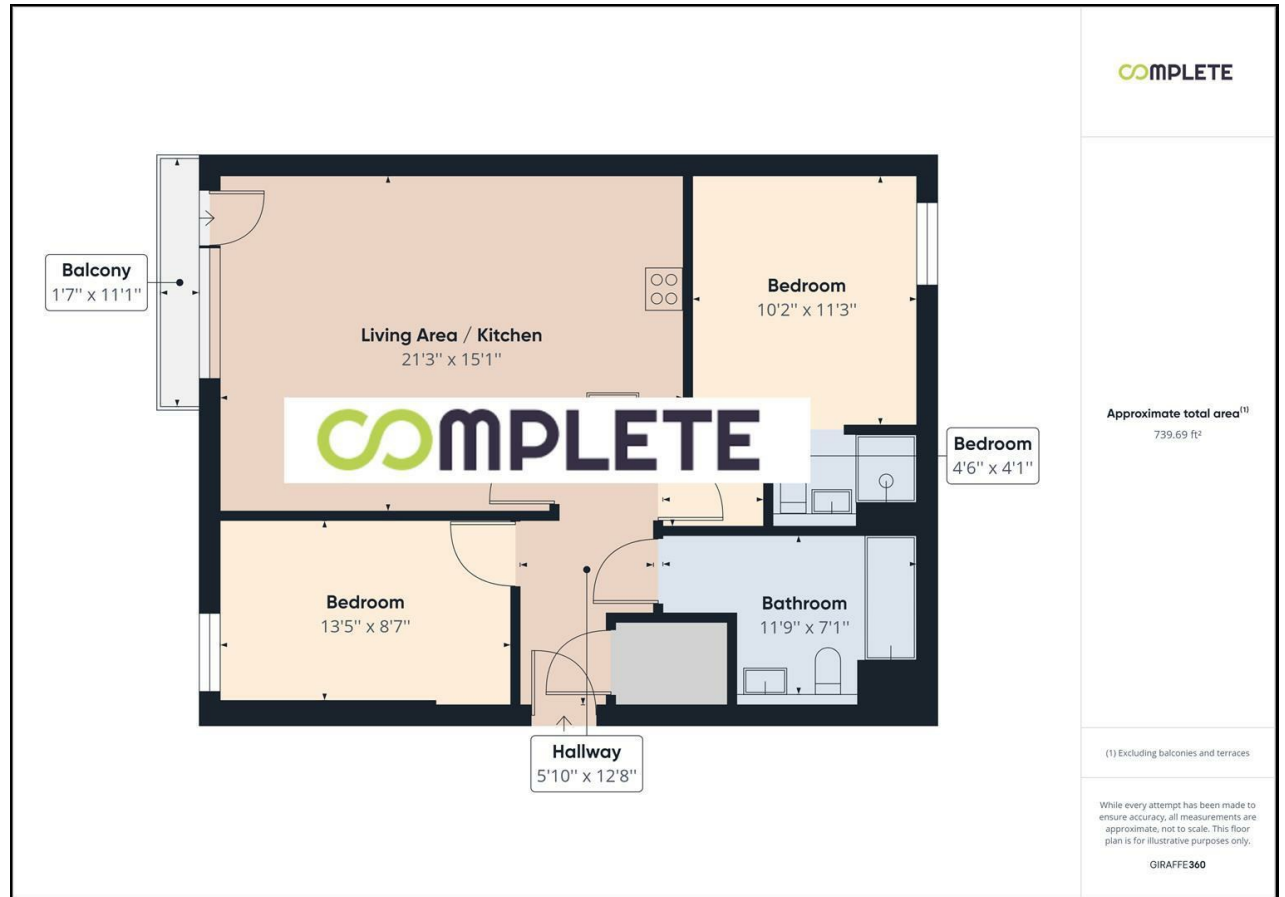 COMPLETE
Balcony
1'7" x 11'1"
Living Area / Kitchen
21'3" x 15'1"
Bedroom
10'2" x 11'3"
COMPLETE
Bedroom
4'6" x 4'1"
Bedroom
13'5" x 8'7"
Bathroom
11'9" x 7'1"
Hallway
5'10" x 12'8"
Approximate total area(1)
739.69 ft²
(1) Excluding balconies and terraces
While every attempt has been made to
ensure accuracy, all measurements are
approximate, not to scale. This floor
plan is for illustrative purposes only.
GIRAFFE360